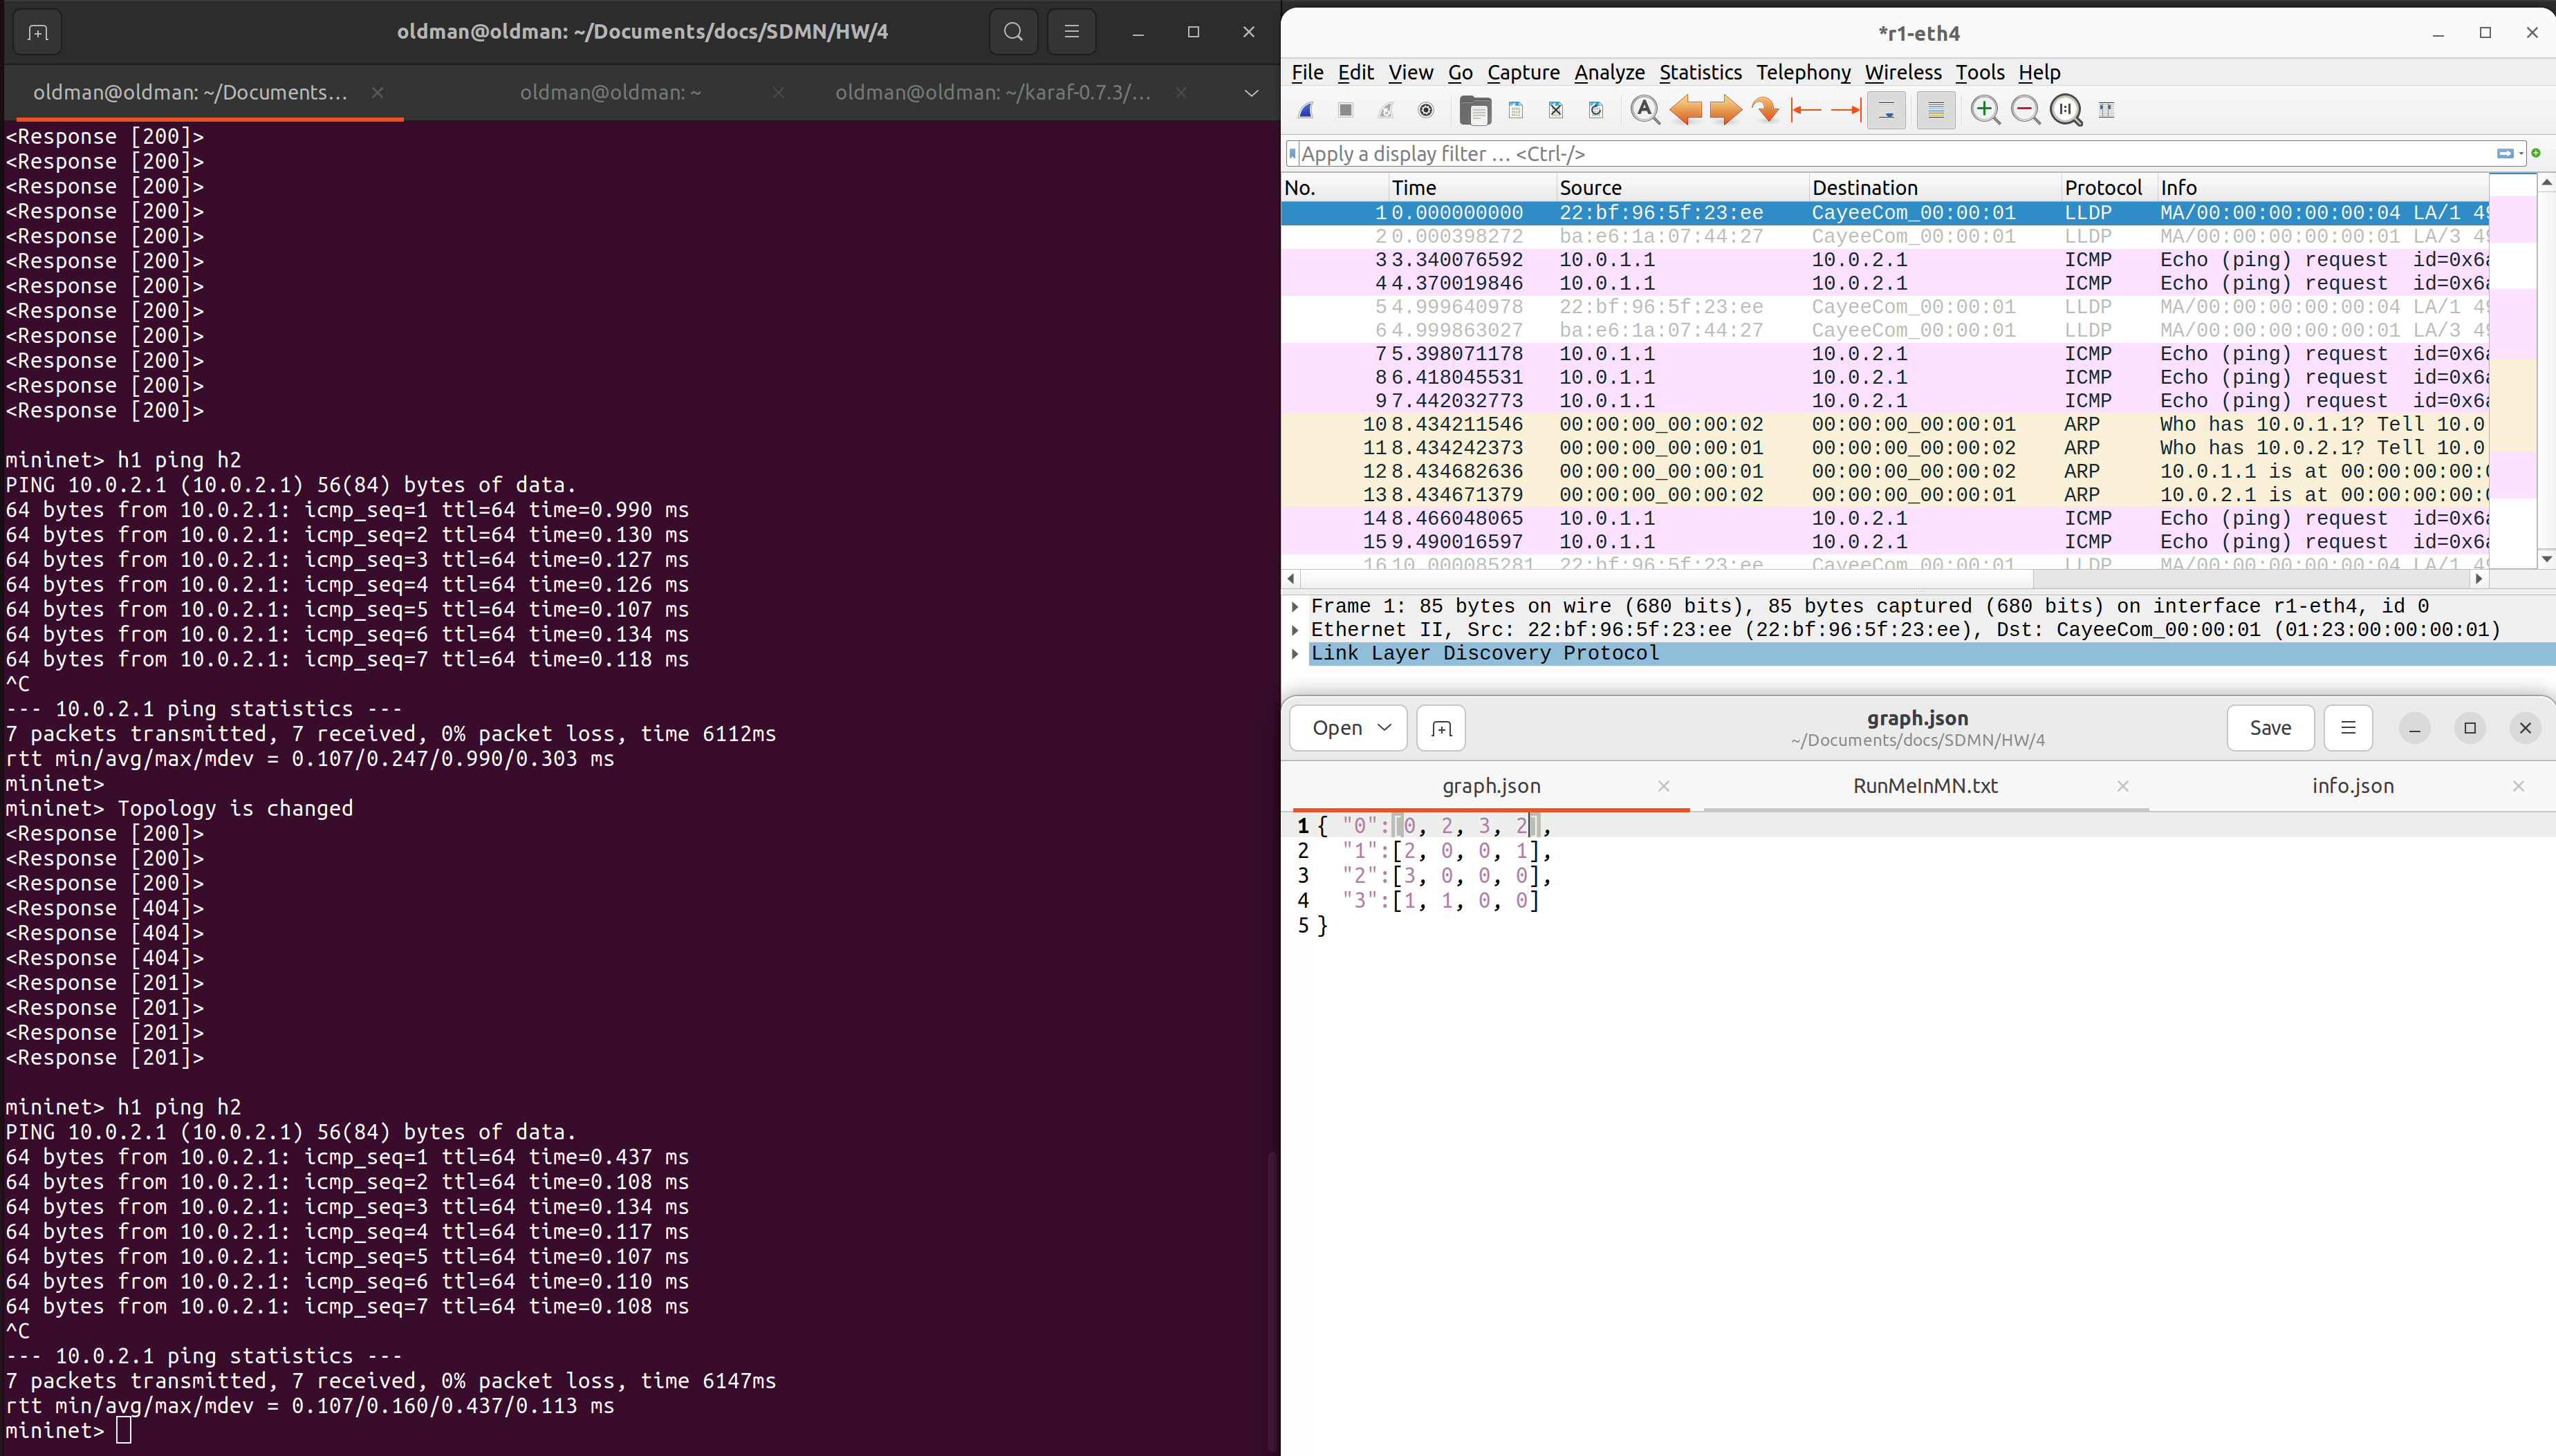 oldman@oldman: ~/Documents/docs/SDMN/HW/4
oldman@oldman: ~/Documents...
oldman@oldman: ~
oldman@oldman: ~/karaf-0.7.3/...
<Response [200]>
<Response [200]>
<Response [200]>
<Response [200]>
<Response [200]>
<Response [200]>
<Response [200]>
<Response [200]>
<Response [200]>
<Response [200]>
<Response [200]>
<Response [200]>
mininet> h1 ping h2
PING 10.0.2.1 (10.0.2.1) 56(84) bytes of data.
64 bytes from 10.0.2.1: icmp_seq=1 ttl=64 time=0.990 ms
64 bytes from 10.0.2.1: icmp_seq=2 ttl=64 time=0.130 ms
64 bytes from 10.0.2.1: icmp_seq=3 ttl=64 time=0.127 ms
64 bytes from 10.0.2.1: icmp_seq=4 ttl=64 time=0.126 ms
64 bytes from 10.0.2.1: icmp_seq=5 ttl=64 time=0.107 ms
64 bytes from 10.0.2.1: icmp_seq=6 ttl=64 time=0.134 ms
64 bytes from 10.0.2.1: icmp_seq=7 ttl=64 time=0.118 ms
^C
--- 10.0.2.1 ping statistics ---
7 packets transmitted, 7 received, 0% packet loss, time 6112ms
rtt min/avg/max/mdev = 0.107/0.247/0.990/0.303 ms
mininet>
mininet> Topology is changed
<Response [200]>
<Response [200]>
<Response [200]>
<Response [404]>
<Response [404]>
<Response [404]>
<Response [201]>
<Response [201]>
<Response [201]>
<Response [201]>
mininet> h1 ping h2
PING 10.0.2.1 (10.0.2.1) 56(84) bytes of data.
64 bytes from 10.0.2.1: icmp_seq=1 ttl=64 time=0.437 ms
64 bytes from 10.0.2.1: icmp_seq=2 ttl=64 time=0.108 ms
64 bytes from 10.0.2.1: icmp_seq=3 ttl=64 time=0.134 ms
64 bytes from 10.0.2.1: icmp_seq=4 ttl=64 time=0.117 ms
64 bytes from 10.0.2.1: icmp_seq=5 ttl=64 time=0.107 ms
64 bytes from 10.0.2.1: icmp_seq=6 ttl=64 time=0.110 ms
64 bytes from 10.0.2.1: icmp_seq=7 ttl=64 time=0.108 ms
^C
--- 10.0.2.1 ping statistics ---
7 packets transmitted, 7 received, 0% packet loss, time 6147ms
rtt min/avg/max/mdev = 0.107/0.160/0.437/0.113 ms
mininet>
*r1-eth4
File Edit View Go Capture Analyze Statistics Telephony Wireless Tools Help
Apply a display filter … <Ctrl-/>
No. Time Source Destination Protocol Info
1 0.000000000 22:bf:96:5f:23:ee CayeeCom_00:00:01 LLDP MA/00:00:00:00:00:04 LA/1 49
2 0.000398272 ba:e6:1a:07:44:27 CayeeCom_00:00:01 LLDP MA/00:00:00:00:00:01 LA/3 49
3 3.340076592 10.0.1.1 10.0.2.1 ICMP Echo (ping) request id=0x6a
4 4.370019846 10.0.1.1 10.0.2.1 ICMP Echo (ping) request id=0x6a
5 4.999640978 22:bf:96:5f:23:ee CayeeCom_00:00:01 LLDP MA/00:00:00:00:00:04 LA/1 49
6 4.999863027 ba:e6:1a:07:44:27 CayeeCom_00:00:01 LLDP MA/00:00:00:00:00:01 LA/3 49
7 5.398071178 10.0.1.1 10.0.2.1 ICMP Echo (ping) request id=0x6a
8 6.418045531 10.0.1.1 10.0.2.1 ICMP Echo (ping) request id=0x6a
9 7.442032773 10.0.1.1 10.0.2.1 ICMP Echo (ping) request id=0x6a
10 8.434211546 00:00:00_00:00:02 00:00:00_00:00:01 ARP Who has 10.0.1.1? Tell 10.0
11 8.434242373 00:00:00_00:00:01 00:00:00_00:00:02 ARP Who has 10.0.2.1? Tell 10.0
12 8.434682636 00:00:00_00:00:01 00:00:00_00:00:02 ARP 10.0.1.1 is at 00:00:00:00:0
13 8.434671379 00:00:00_00:00:02 00:00:00_00:00:01 ARP 10.0.2.1 is at 00:00:00:00:0
14 8.466048065 10.0.1.1 10.0.2.1 ICMP Echo (ping) request id=0x6a
15 9.490016597 10.0.1.1 10.0.2.1 ICMP Echo (ping) request id=0x6a
16 10.000085281 22:bf:96:5f:23:ee CayeeCom_00:00:01 LLDP MA/00:00:00:00:00:04 LA/1 49
Frame 1: 85 bytes on wire (680 bits), 85 bytes captured (680 bits) on interface r1-eth4, id 0
Ethernet II, Src: 22:bf:96:5f:23:ee (22:bf:96:5f:23:ee), Dst: CayeeCom_00:00:01 (01:23:00:00:00:01)
Link Layer Discovery Protocol
Open
graph.json
~/Documents/docs/SDMN/HW/4
Save
graph.json
RunMeInMN.txt
info.json
1 { "0":[0, 2, 3, 2],
2 "1":[2, 0, 0, 1],
3 "2":[3, 0, 0, 0],
4 "3":[1, 1, 0, 0]
5 }